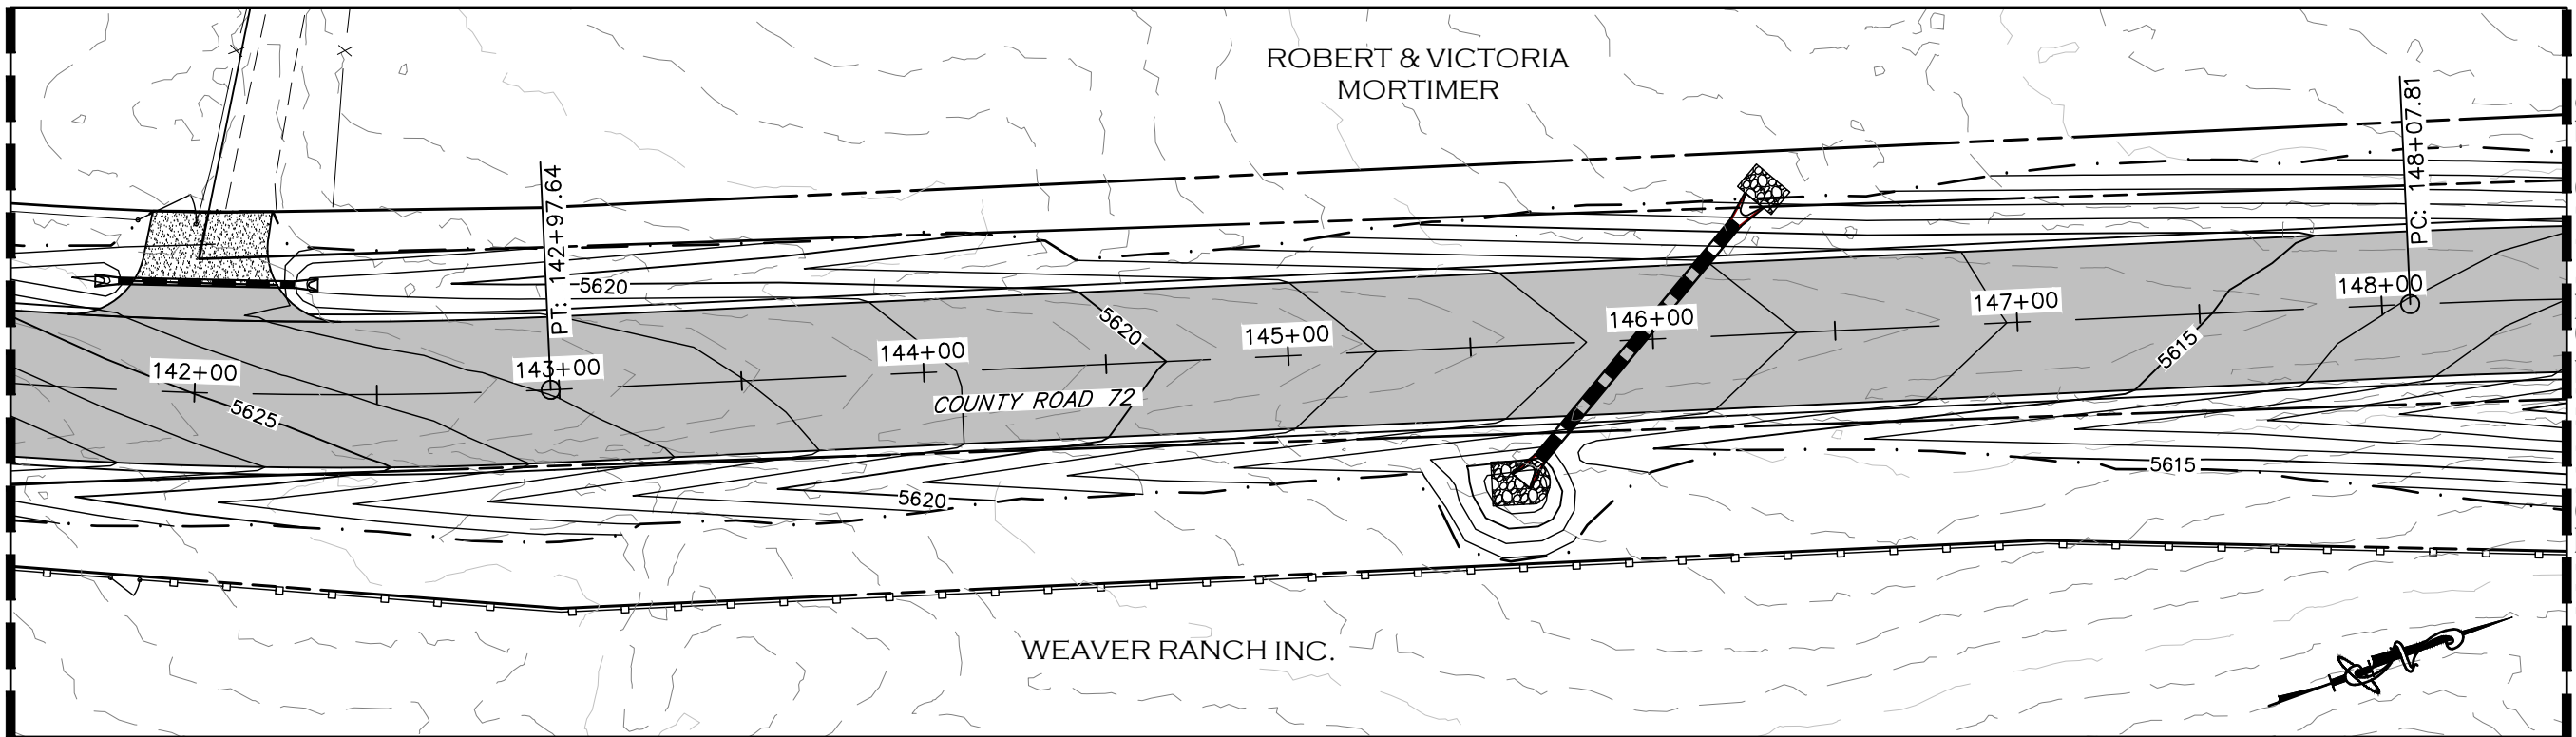 ROBERT & VICTORIA
MORTIMER
PT: 142+97.64
PC: 148+07.81
5620
142+00
143+00
144+00
145+00
146+00
147+00
148+00
5620
5615
5625
COUNTY ROAD 72
5620
5615
WEAVER RANCH INC.
N